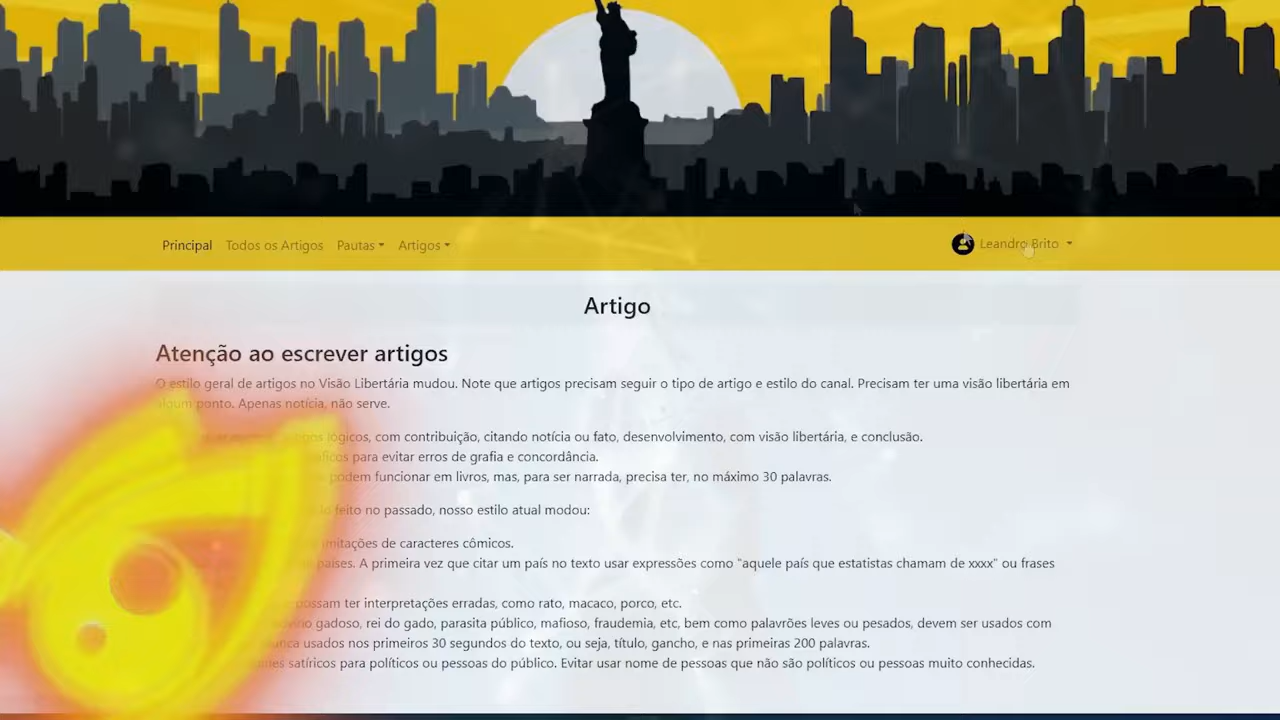 Principal Todos os Artigos Pautas Artigos Leandro Brito
Artigo
Atenção ao escrever artigos
O estilo geral de artigos no Visão Libertária mudou. Note que artigos precisam seguir o tipo de artigo e estilo do canal. Precisam ter uma visão libertária em
algum ponto. Apenas notícia, não serve.
lógicos, com contribuição, citando notícia ou fato, desenvolvimento, com visão libertária, e conclusão.
para evitar erros de grafia e concordância.
podem funcionar em livros, mas, para ser narrada, precisa ter, no máximo 30 palavras.
feito no passado, nosso estilo atual modou:
imitações de caracteres cômicos.
países. A primeira vez que citar um país no texto usar expressões como "aquele país que estatistas chamam de xxxx" ou frases
possam ter interpretações erradas, como rato, macaco, porco, etc.
gadoso, rei do gado, parasita público, mafioso, fraudemia, etc, bem como palavrões leves ou pesados, devem ser usados com
nunca usados nos primeiros 30 segundos do texto, ou seja, título, gancho, e nas primeiras 200 palavras.
satíricos para políticos ou pessoas do público. Evitar usar nome de pessoas que não são políticos ou pessoas muito conhecidas.